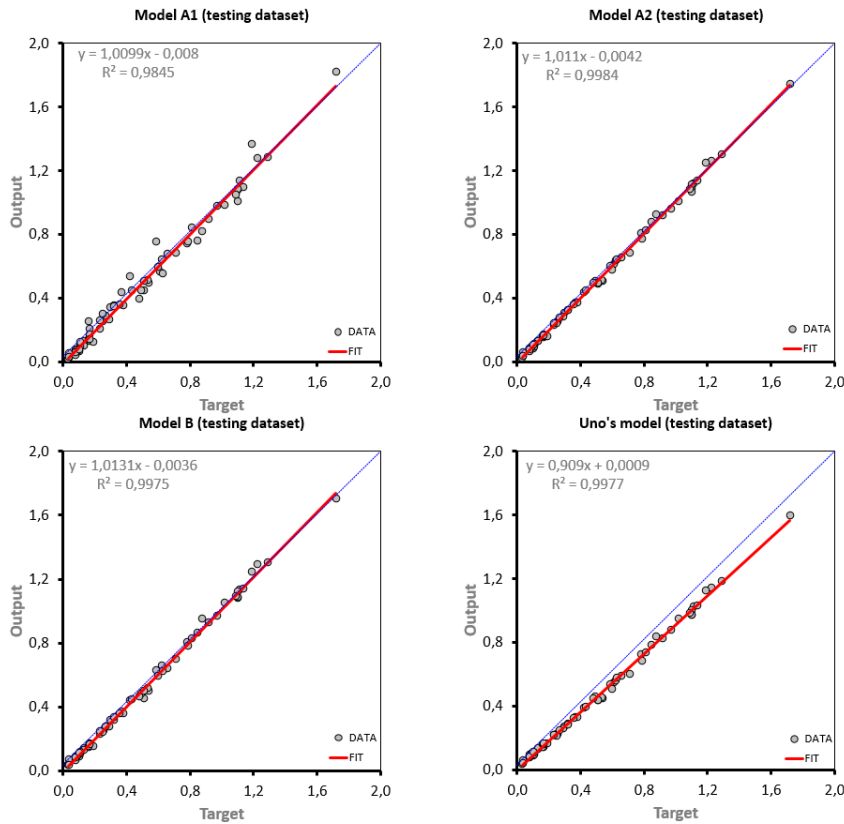 Model A1 (testing dataset)
y = 1,0099x - 0,008
R² = 0,9845
2,0
1,6
1,2
0,8
0,4
0,0
Output
DATA
FIT
0,0 0,4 0,8 1,2 1,6 2,0
Target
Model A2 (testing dataset)
y = 1,011x - 0,0042
R² = 0,9984
2,0
1,6
1,2
0,8
0,4
0,0
Output
DATA
FIT
0,0 0,4 0,8 1,2 1,6 2,0
Target
Model B (testing dataset)
y = 1,0131x - 0,0036
R² = 0,9975
2,0
1,6
1,2
0,8
0,4
0,0
Output
DATA
FIT
0,0 0,4 0,8 1,2 1,6 2,0
Target
Uno's model (testing dataset)
y = 0,909x + 0,0009
R² = 0,9977
2,0
1,6
1,2
0,8
0,4
0,0
Output
DATA
FIT
0,0 0,4 0,8 1,2 1,6 2,0
Target